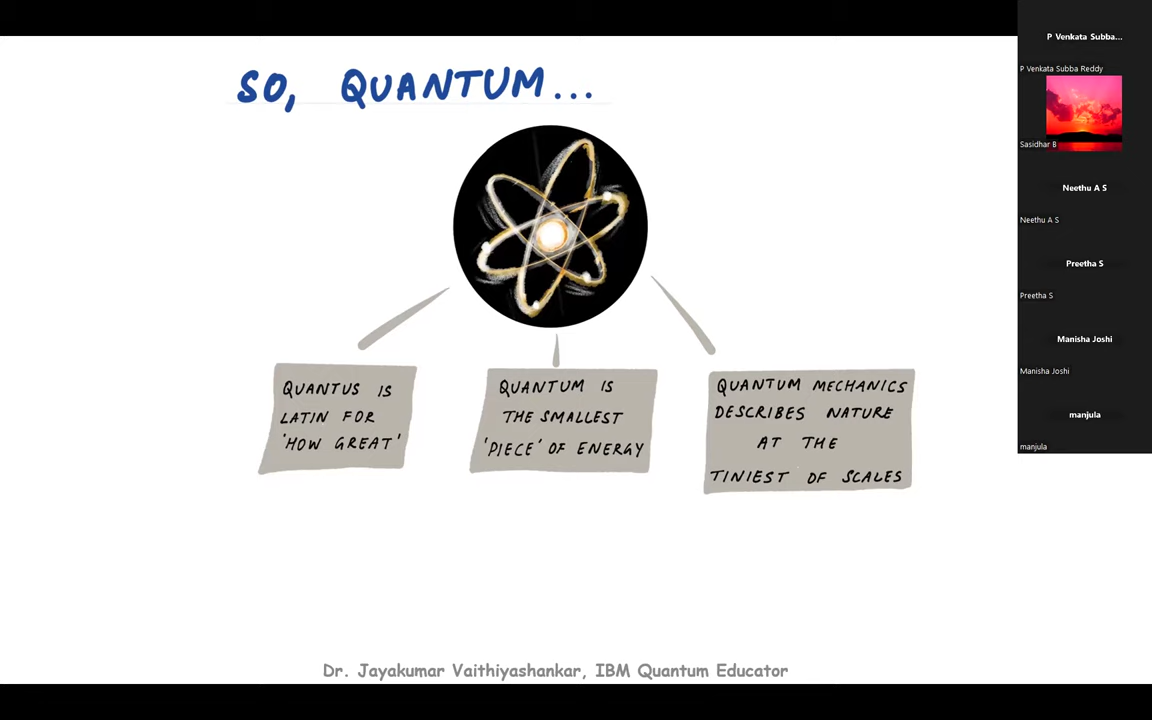 SO, QUANTUM...
QUANTUS IS
LATIN FOR
'HOW GREAT'
QUANTUM IS
THE SMALLEST
'PIECE' OF ENERGY
QUANTUM MECHANICS
DESCRIBES NATURE
AT THE
TINIEST OF SCALES
Dr. Jayakumar Vaithiyashankar, IBM Quantum Educator
P Venkata Subba...
P Venkata Subba Reddy
Sasidhar B
Neethu A S
Neethu A S
Preetha S
Preetha S
Manisha Joshi
Manisha Joshi
manjula
manjula